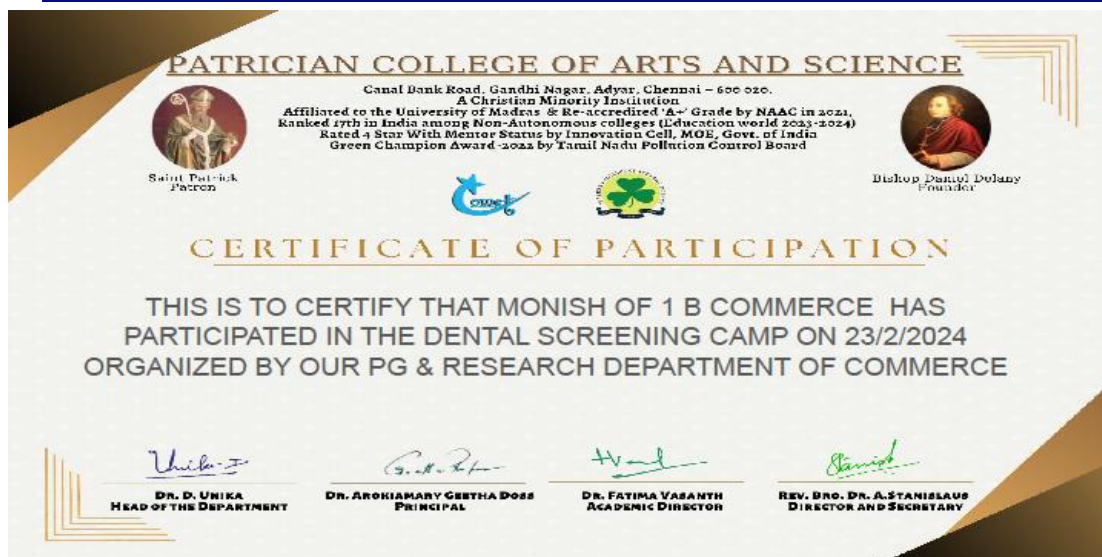 PATRICIAN COLLEGE OF ARTS AND SCIENCE
Canal Bank Road, Gandhi Nagar, Adyar, Chennai – 600 020.
A Christian Minority Institution
Affiliated to the University of Madras & Re-accredited 'A+' Grade by NAAC in 2021,
Ranked 17th in India among Non-Autonomous colleges (Education world 2023-2024)
Rated 4 Star With Mentor Status by Innovation Cell, MOE, Govt. of India
Green Champion Award -2022 by Tamil Nadu Pollution Control Board
Saint Patrick
Patron
Bishop Daniel Delany
Founder
CERTIFICATE OF PARTICIPATION
THIS IS TO CERTIFY THAT MONISH OF 1 B COMMERCE HAS
PARTICIPATED IN THE DENTAL SCREENING CAMP ON 23/2/2024
ORGANIZED BY OUR PG & RESEARCH DEPARTMENT OF COMMERCE
DR. D. UNIKA
HEAD OF THE DEPARTMENT
DR. AROKIAMARY GEETHA DOSS
PRINCIPAL
DR. FATIMA VASANTH
ACADEMIC DIRECTOR
REV. BRO. DR. A.STANISLAUS
DIRECTOR AND SECRETARY